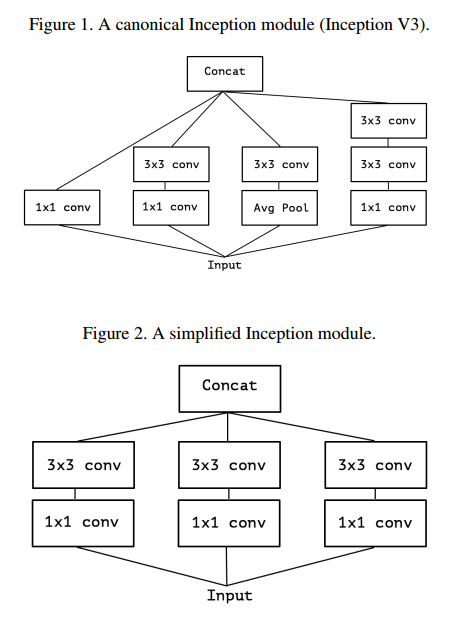 Figure 1. A canonical Inception module (Inception V3).
Concat
3x3 conv
3x3 conv 3x3 conv 3x3 conv
1x1 conv 1x1 conv Avg Pool 1x1 conv
Input
Figure 2. A simplified Inception module.
Concat
3x3 conv 3x3 conv 3x3 conv
1x1 conv 1x1 conv 1x1 conv
Input